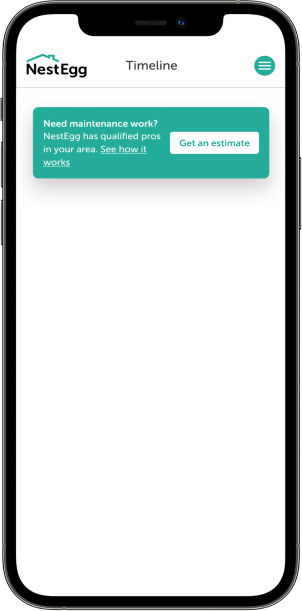 NestEgg
Timeline
Need maintenance work?
NestEgg has qualified pros
in your area. See how it
works
Get an estimate